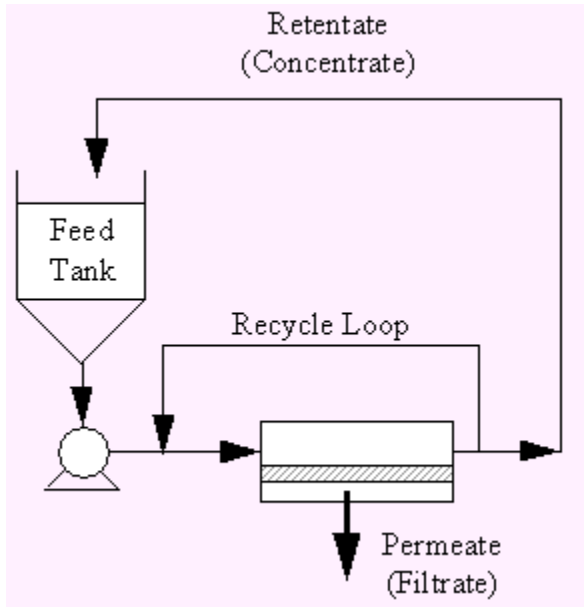 Retentate
(Concentrate)
Feed
Tank
Recycle Loop
Permeate
(Filtrate)